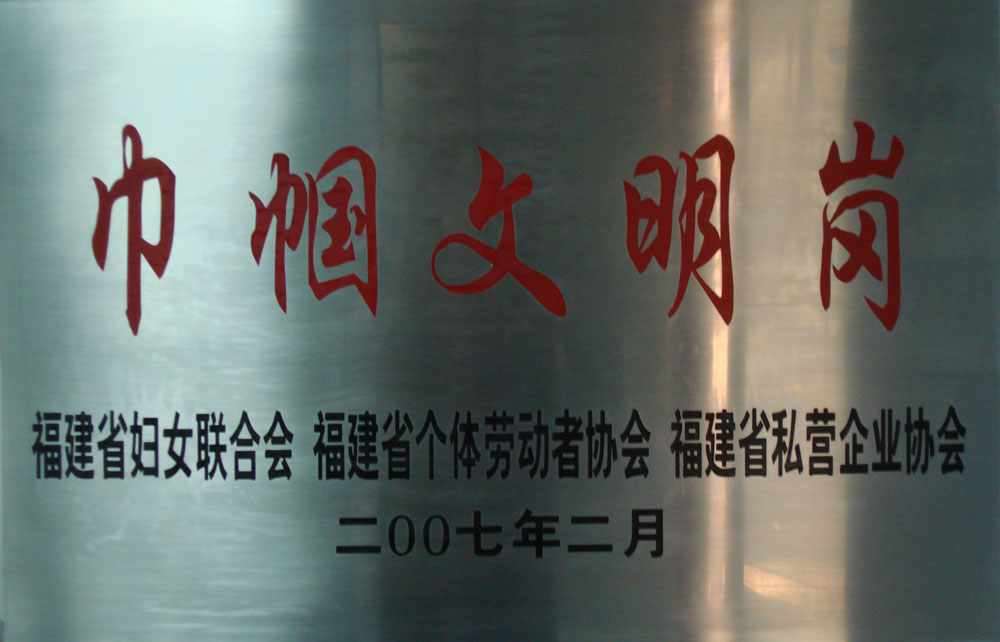 巾帼文明岗
福建省妇女联合会 福建省个体劳动者协会 福建省私营企业协会
二00七年二月